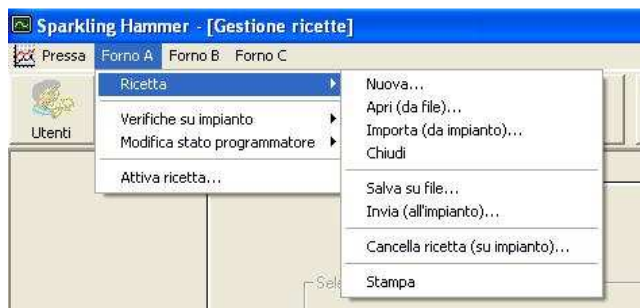 Sparkling Hammer - [Gestione ricette]
Pressa Forno A Forno B Forno C
Utenti
Ricetta
Verifiche su impianto
Modifica stato programmatore
Attiva ricetta...
Nuova...
Apri (da file)...
Importa (da impianto)...
Chiudi
Salva su file...
Invia (all'impianto)...
Cancella ricetta (su impianto)...
Stampa